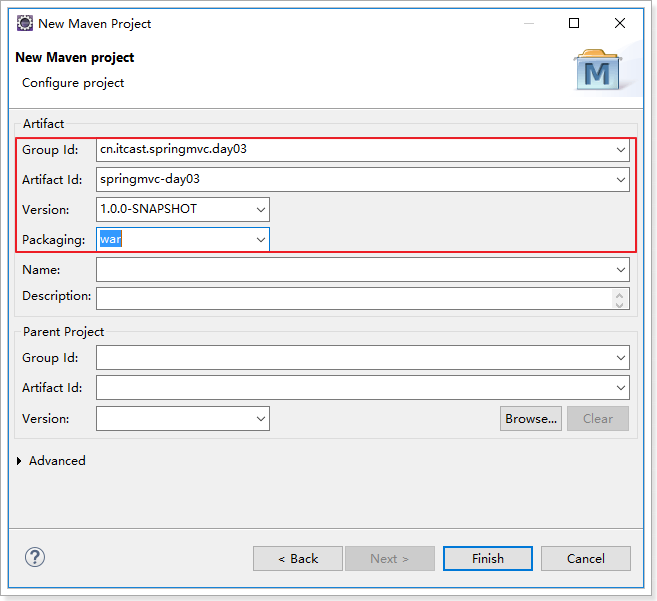 New Maven Project
New Maven project
Configure project
M
Artifact
Group Id: cn.itcast.springmvc.day03
Artifact Id: springmvc-day03
Version: 1.0.0-SNAPSHOT
Packaging: war
Name:
Description:
Parent Project
Group Id:
Artifact Id:
Version: Browse... Clear
Advanced
? < Back Next > Finish Cancel